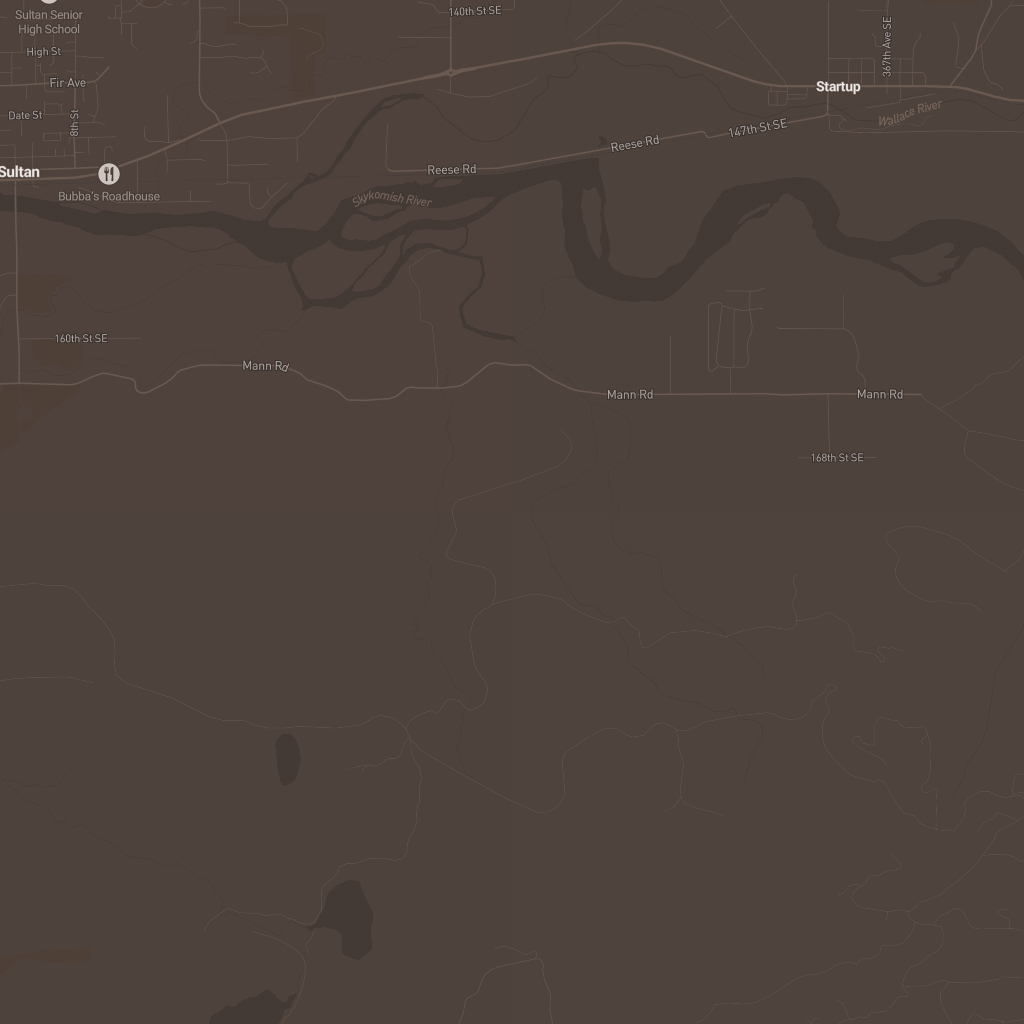 Sultan Senior
High School
140th St SE
High St
367th Ave SE
Fir Ave
Startup
Date St
8th St
Wallace River
147th St SE
Reese Rd
Reese Rd
Sultan
Bubba's Roadhouse
Skykomish River
160th St SE
Mann Rd
Mann Rd
Mann Rd
168th St SE